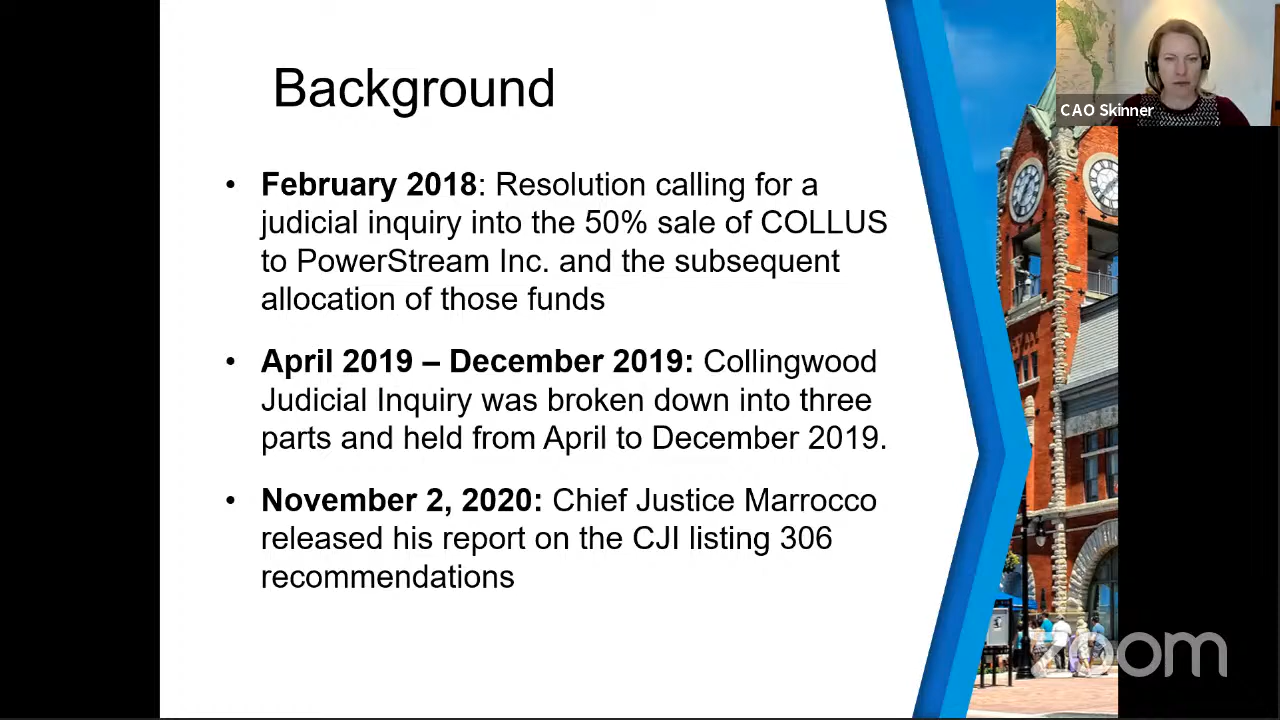 Background
CAO Skinner
• February 2018: Resolution calling for a
judicial inquiry into the 50% sale of COLLUS
to PowerStream Inc. and the subsequent
allocation of those funds
• April 2019 – December 2019: Collingwood
Judicial Inquiry was broken down into three
parts and held from April to December 2019.
• November 2, 2020: Chief Justice Marrocco
released his report on the CJI listing 306
recommendations
zoom